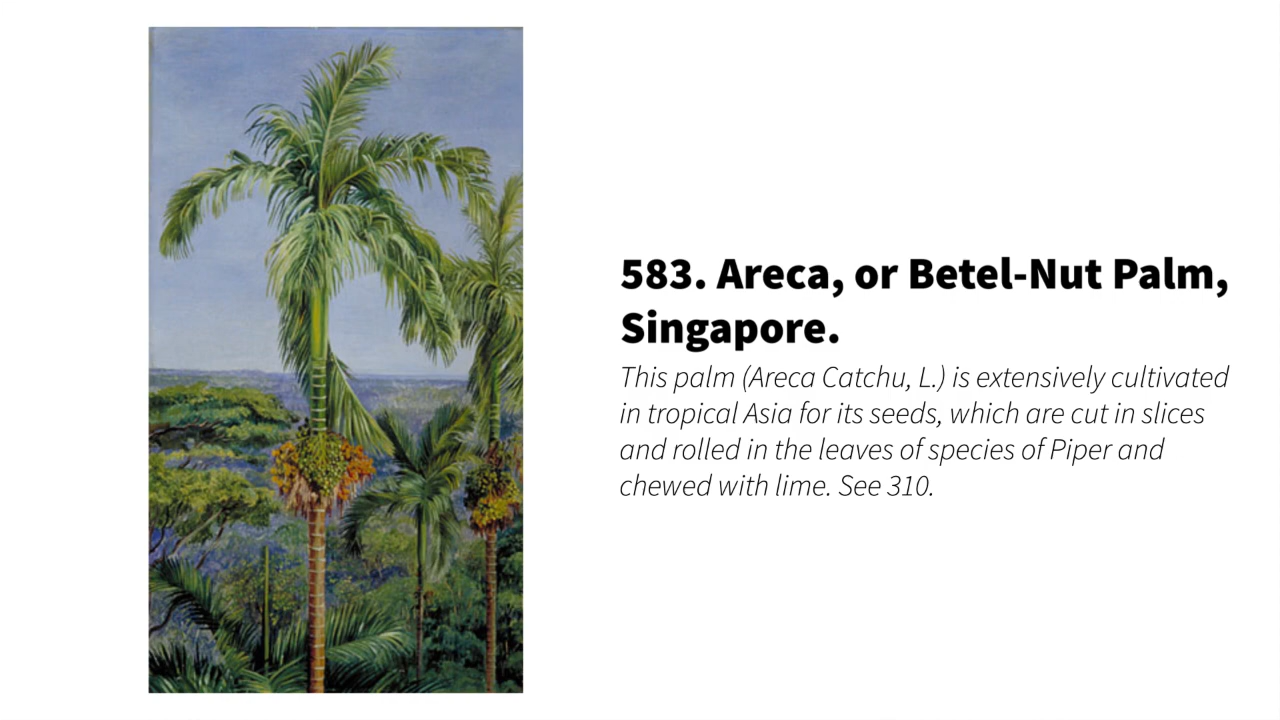 583. Areca, or Betel-Nut Palm,
Singapore.
This palm (Areca Catchu, L.) is extensively cultivated
in tropical Asia for its seeds, which are cut in slices
and rolled in the leaves of species of Piper and
chewed with lime. See 310.